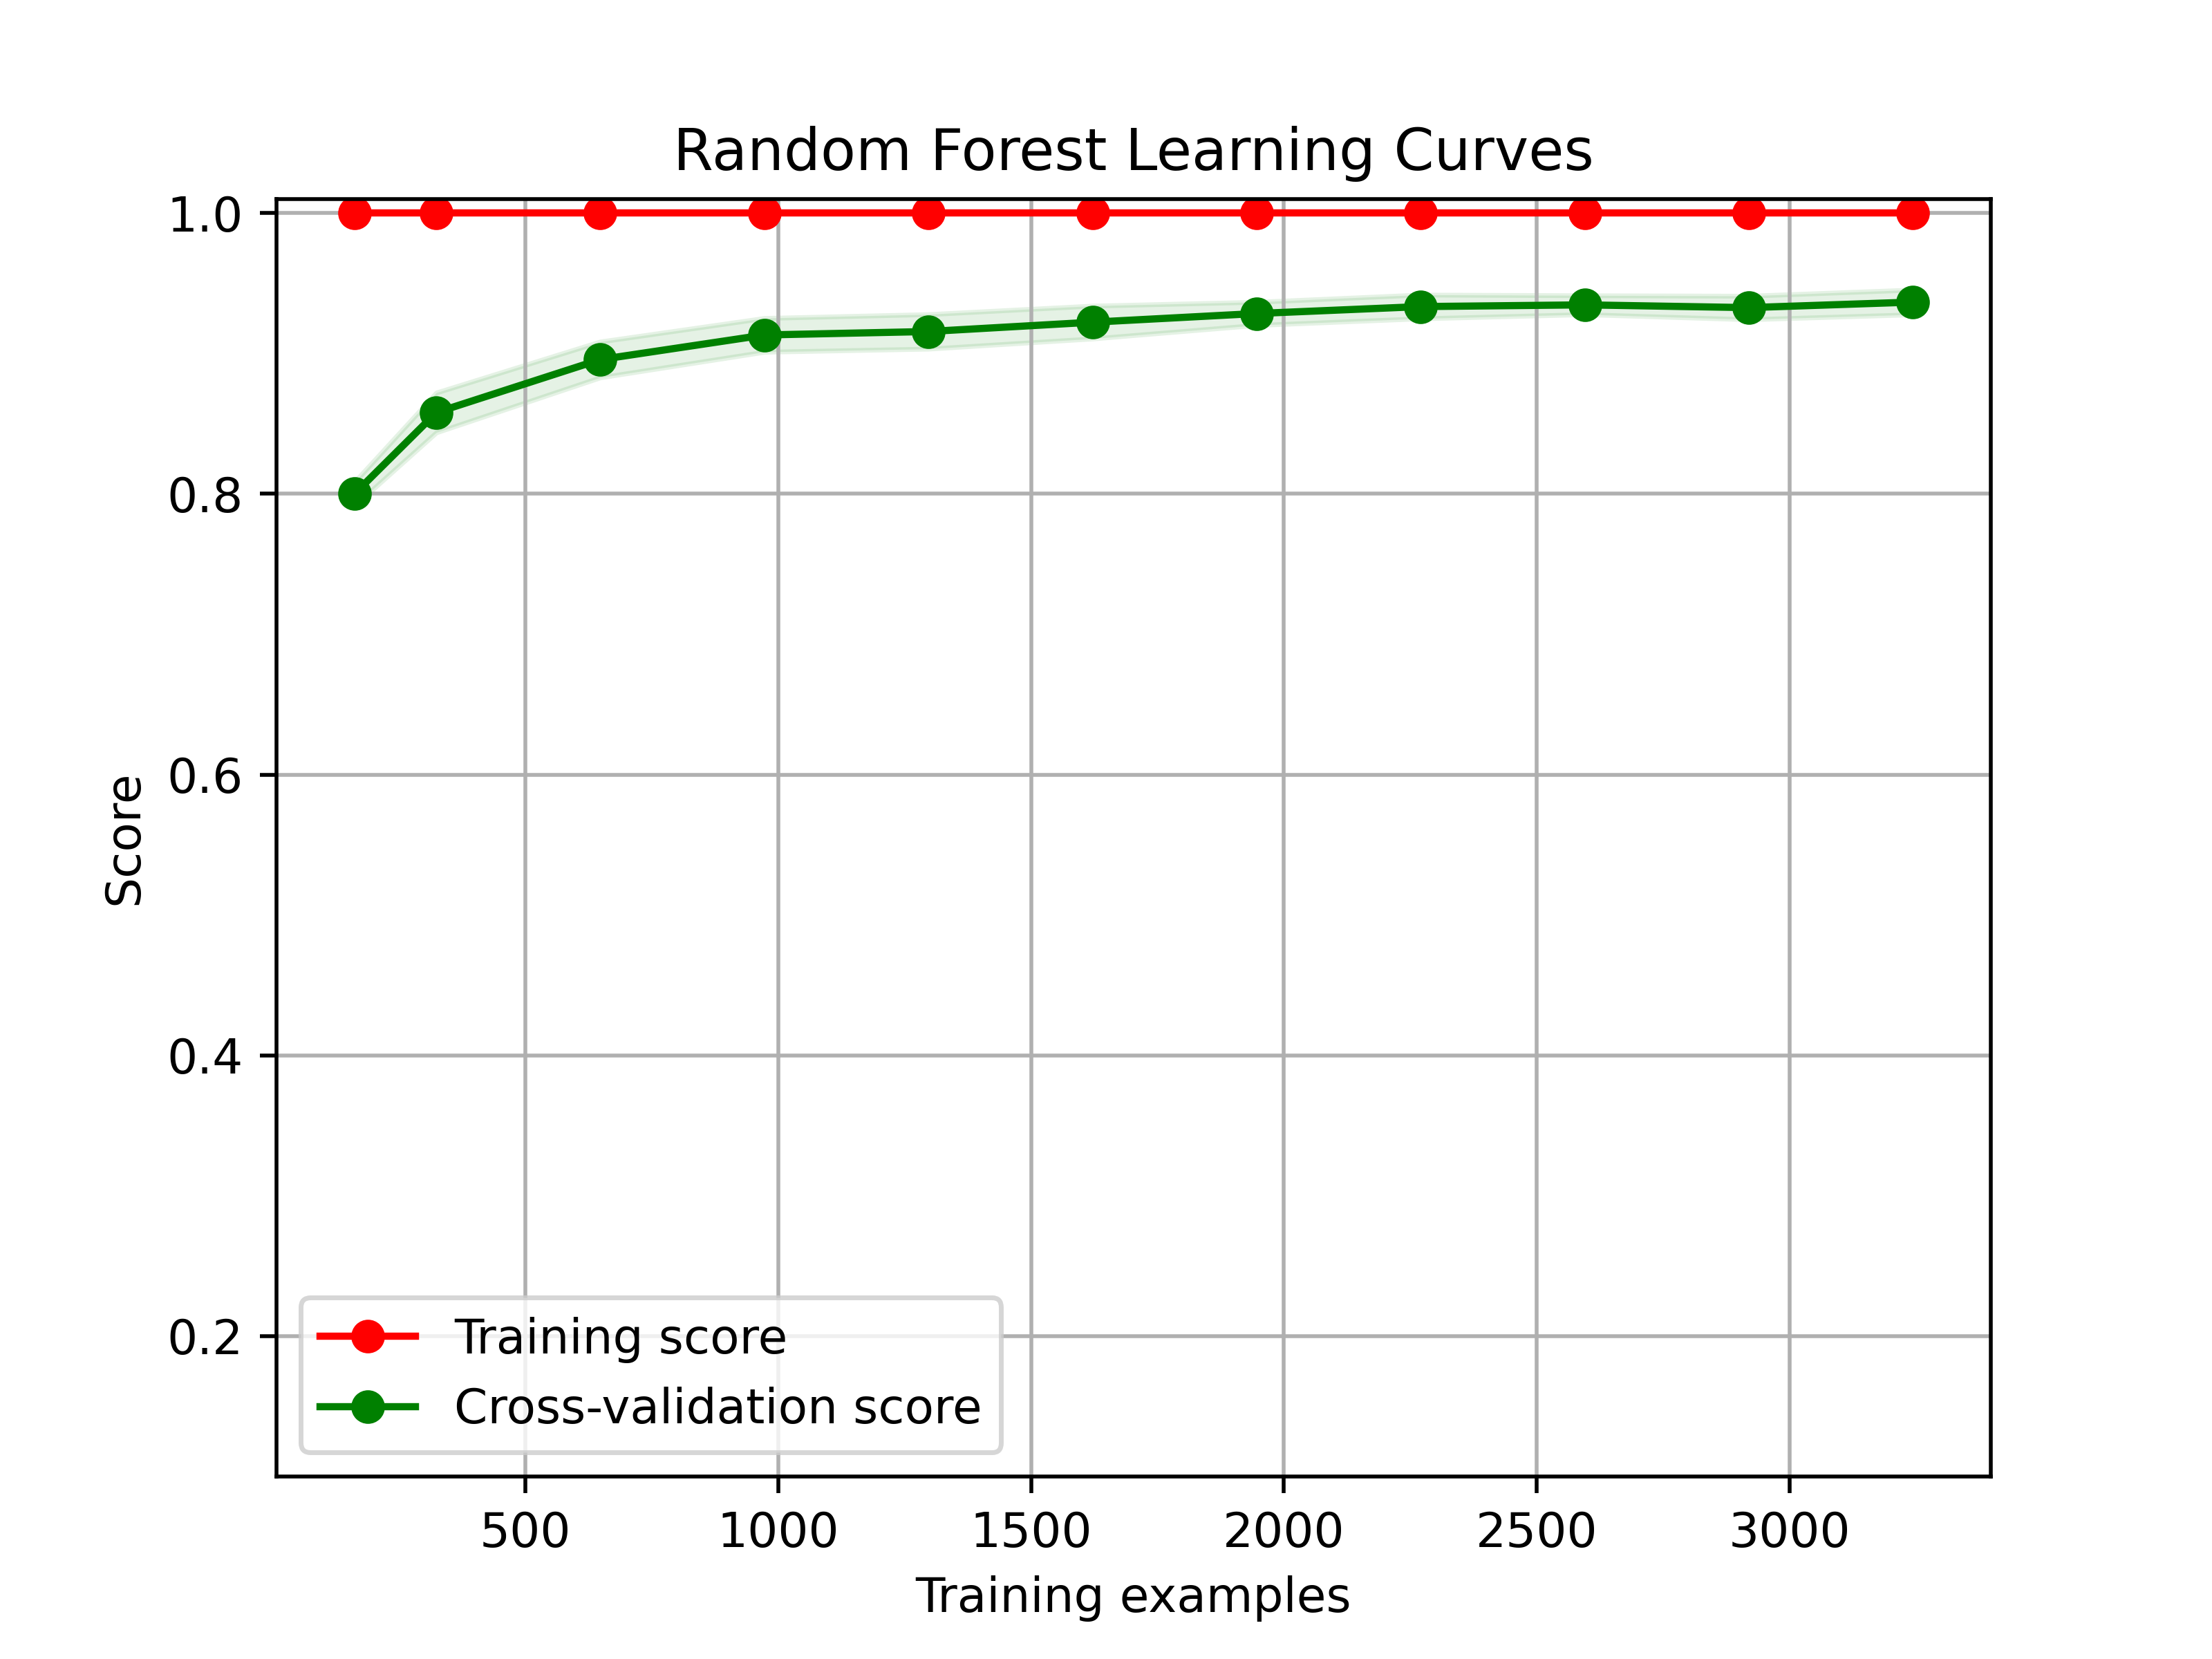 Random Forest Learning Curves
1.0
0.8
0.6
0.4
0.2
Score
Training score
Cross-validation score
500 1000 1500 2000 2500 3000
Training examples